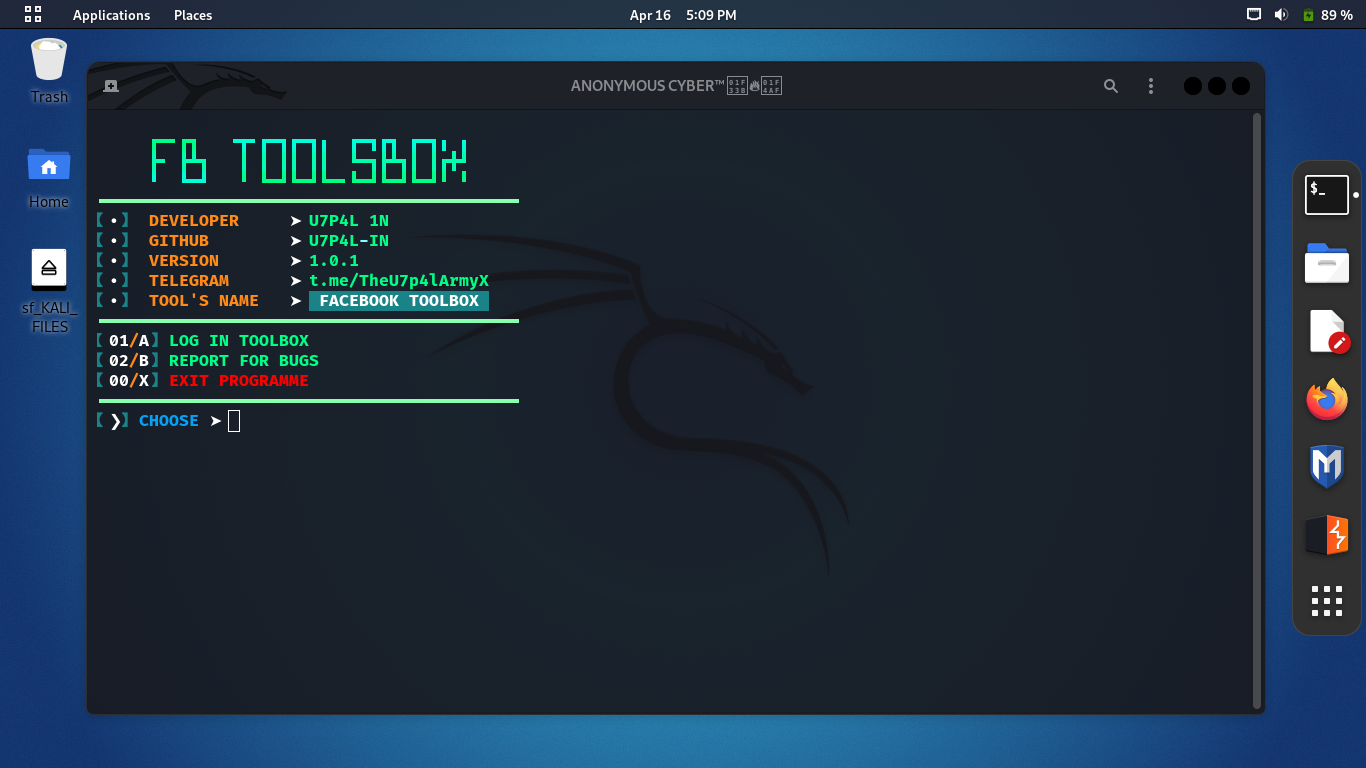 Applications Places Apr 16 5:09 PM 89 %
Trash
Home
sf_KALI_
FILES
ANONYMOUS CYBER™
FB TOOLSBOX
【•】 DEVELOPER ➤ U7P4L 1N
【•】 GITHUB ➤ U7P4L-IN
【•】 VERSION ➤ 1.0.1
【•】 TELEGRAM ➤ t.me/TheU7p4lArmyX
【•】 TOOL'S NAME ➤ FACEBOOK TOOLBOX
【01/A】 LOG IN TOOLBOX
【02/B】 REPORT FOR BUGS
【00/X】 EXIT PROGRAMME
【❯】 CHOOSE ➤
$_